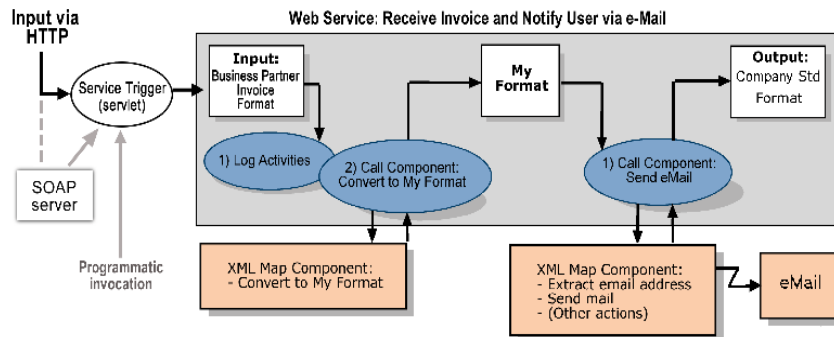 Web Service: Receive Invoice and Notify User via e-Mail
Input via
HTTP
Service Trigger
(servlet)
SOAP
server
Programmatic
invocation
Input:
Business Partner
Invoice
Format
1) Log Activities
2) Call Component:
Convert to My Format
My
Format
1) Call Component:
Send eMail
Output:
Company Std
Format
XML Map Component:
- Convert to My Format
XML Map Component:
- Extract email address
- Send mail
- (Other actions)
eMail